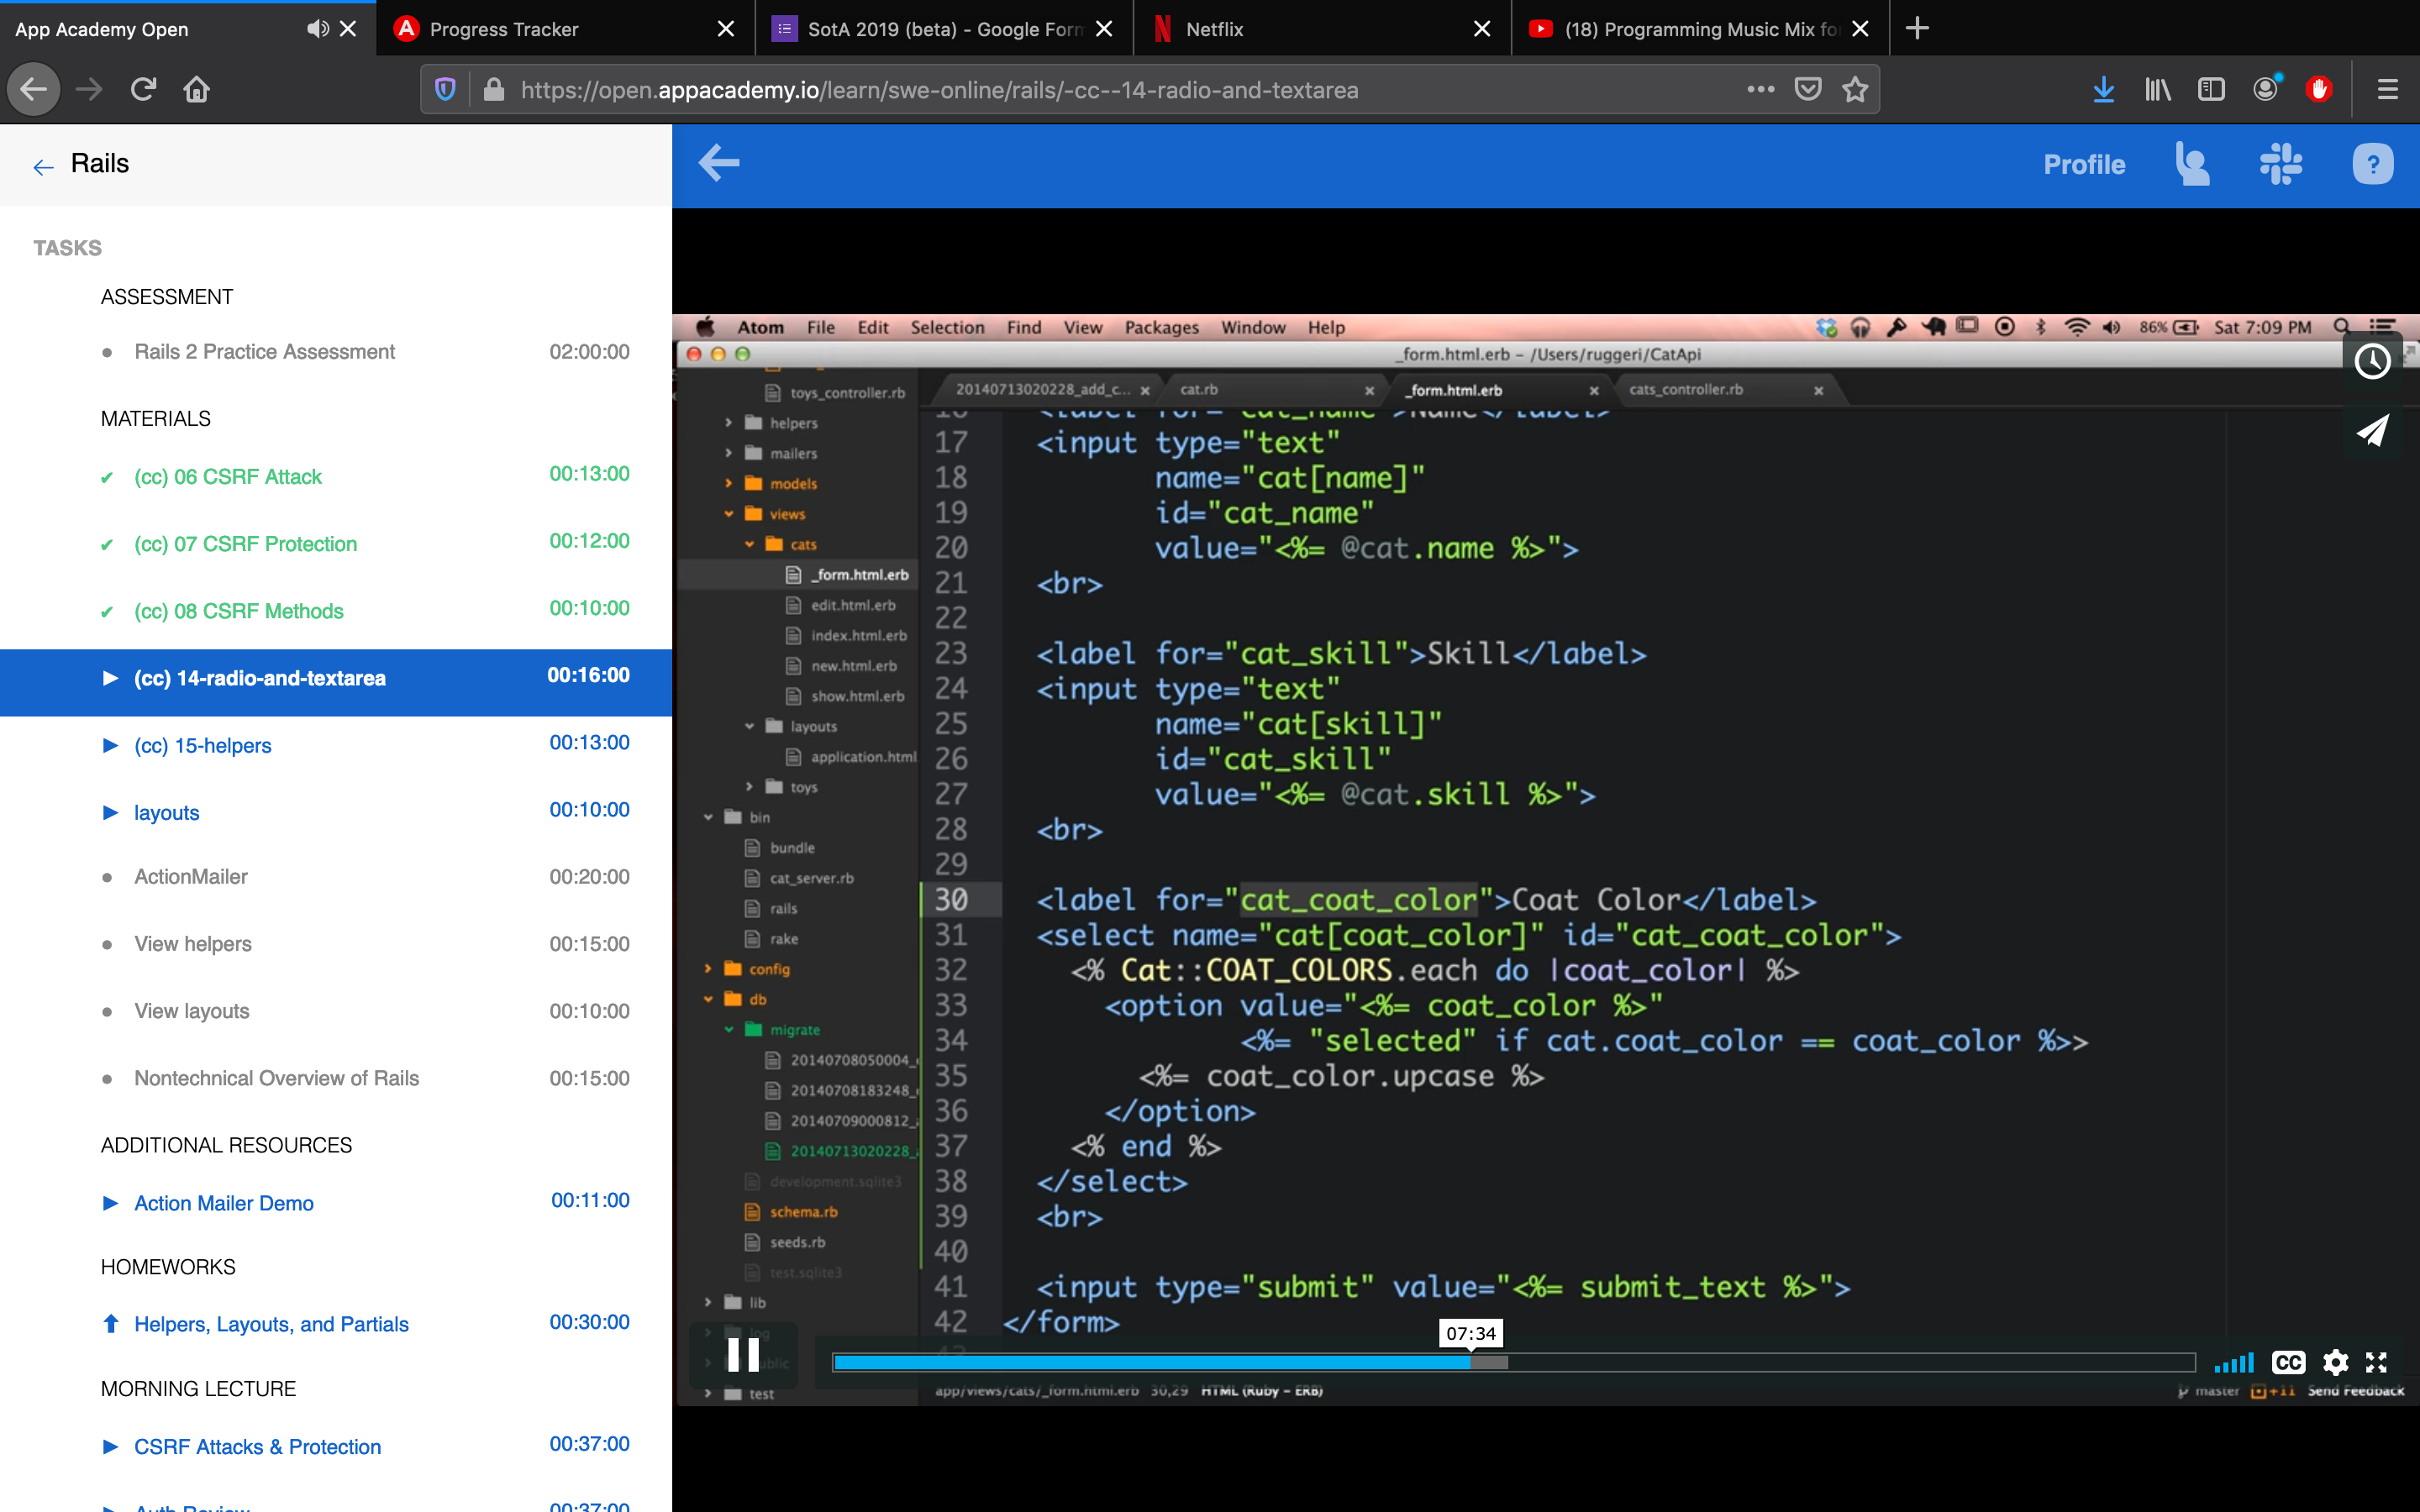 App Academy Open
Progress Tracker
SotA 2019 (beta) - Google Form
Netflix
(18) Programming Music Mix fo
https://open.appacademy.io/learn/swe-online/rails/-cc--14-radio-and-textarea
Rails
Profile
TASKS
ASSESSMENT
Rails 2 Practice Assessment 02:00:00
MATERIALS
(cc) 06 CSRF Attack 00:13:00
(cc) 07 CSRF Protection 00:12:00
(cc) 08 CSRF Methods 00:10:00
(cc) 14-radio-and-textarea 00:16:00
(cc) 15-helpers 00:13:00
layouts 00:10:00
ActionMailer 00:20:00
View helpers 00:15:00
View layouts 00:10:00
Nontechnical Overview of Rails 00:15:00
ADDITIONAL RESOURCES
Action Mailer Demo 00:11:00
HOMEWORKS
Helpers, Layouts, and Partials 00:30:00
MORNING LECTURE
CSRF Attacks & Protection 00:37:00
Auth Review 00:37:00
Atom File Edit Selection Find View Packages Window Help 86% Sat 7:09 PM
_form.html.erb - /Users/ruggeri/CatApi
20140713020228_add_c... cat.rb _form.html.erb cats_controller.rb
toys_controller.rb
helpers
mailers
models
views
cats
_form.html.erb
edit.html.erb
index.html.erb
new.html.erb
show.html.erb
layouts
application.html
toys
bin
bundle
cat_server.rb
rails
rake
config
db
migrate
20140708050004_
20140708183248_
20140709000812_
20140713020228_
development.sqlite3
schema.rb
seeds.rb
test.sqlite3
lib
log
public
test
16 <label for="cat_name">Name</label>
17 <input type="text"
18 name="cat[name]"
19 id="cat_name"
20 value="<%= @cat.name %>">
21 <br>
22
23 <label for="cat_skill">Skill</label>
24 <input type="text"
25 name="cat[skill]"
26 id="cat_skill"
27 value="<%= @cat.skill %>">
28 <br>
29
30 <label for="cat_coat_color">Coat Color</label>
31 <select name="cat[coat_color]" id="cat_coat_color">
32 <% Cat::COAT_COLORS.each do |coat_color| %>
33 <option value="<%= coat_color %>"
34 <%= "selected" if cat.coat_color == coat_color %>>
35 <%= coat_color.upcase %>
36 </option>
37 <% end %>
38 </select>
39 <br>
40
41 <input type="submit" value="<%= submit_text %>">
42 </form>
43
07:34
CC
app/views/cats/_form.html.erb 30,29 HTML (Ruby - ERB) master +11 Send Feedback